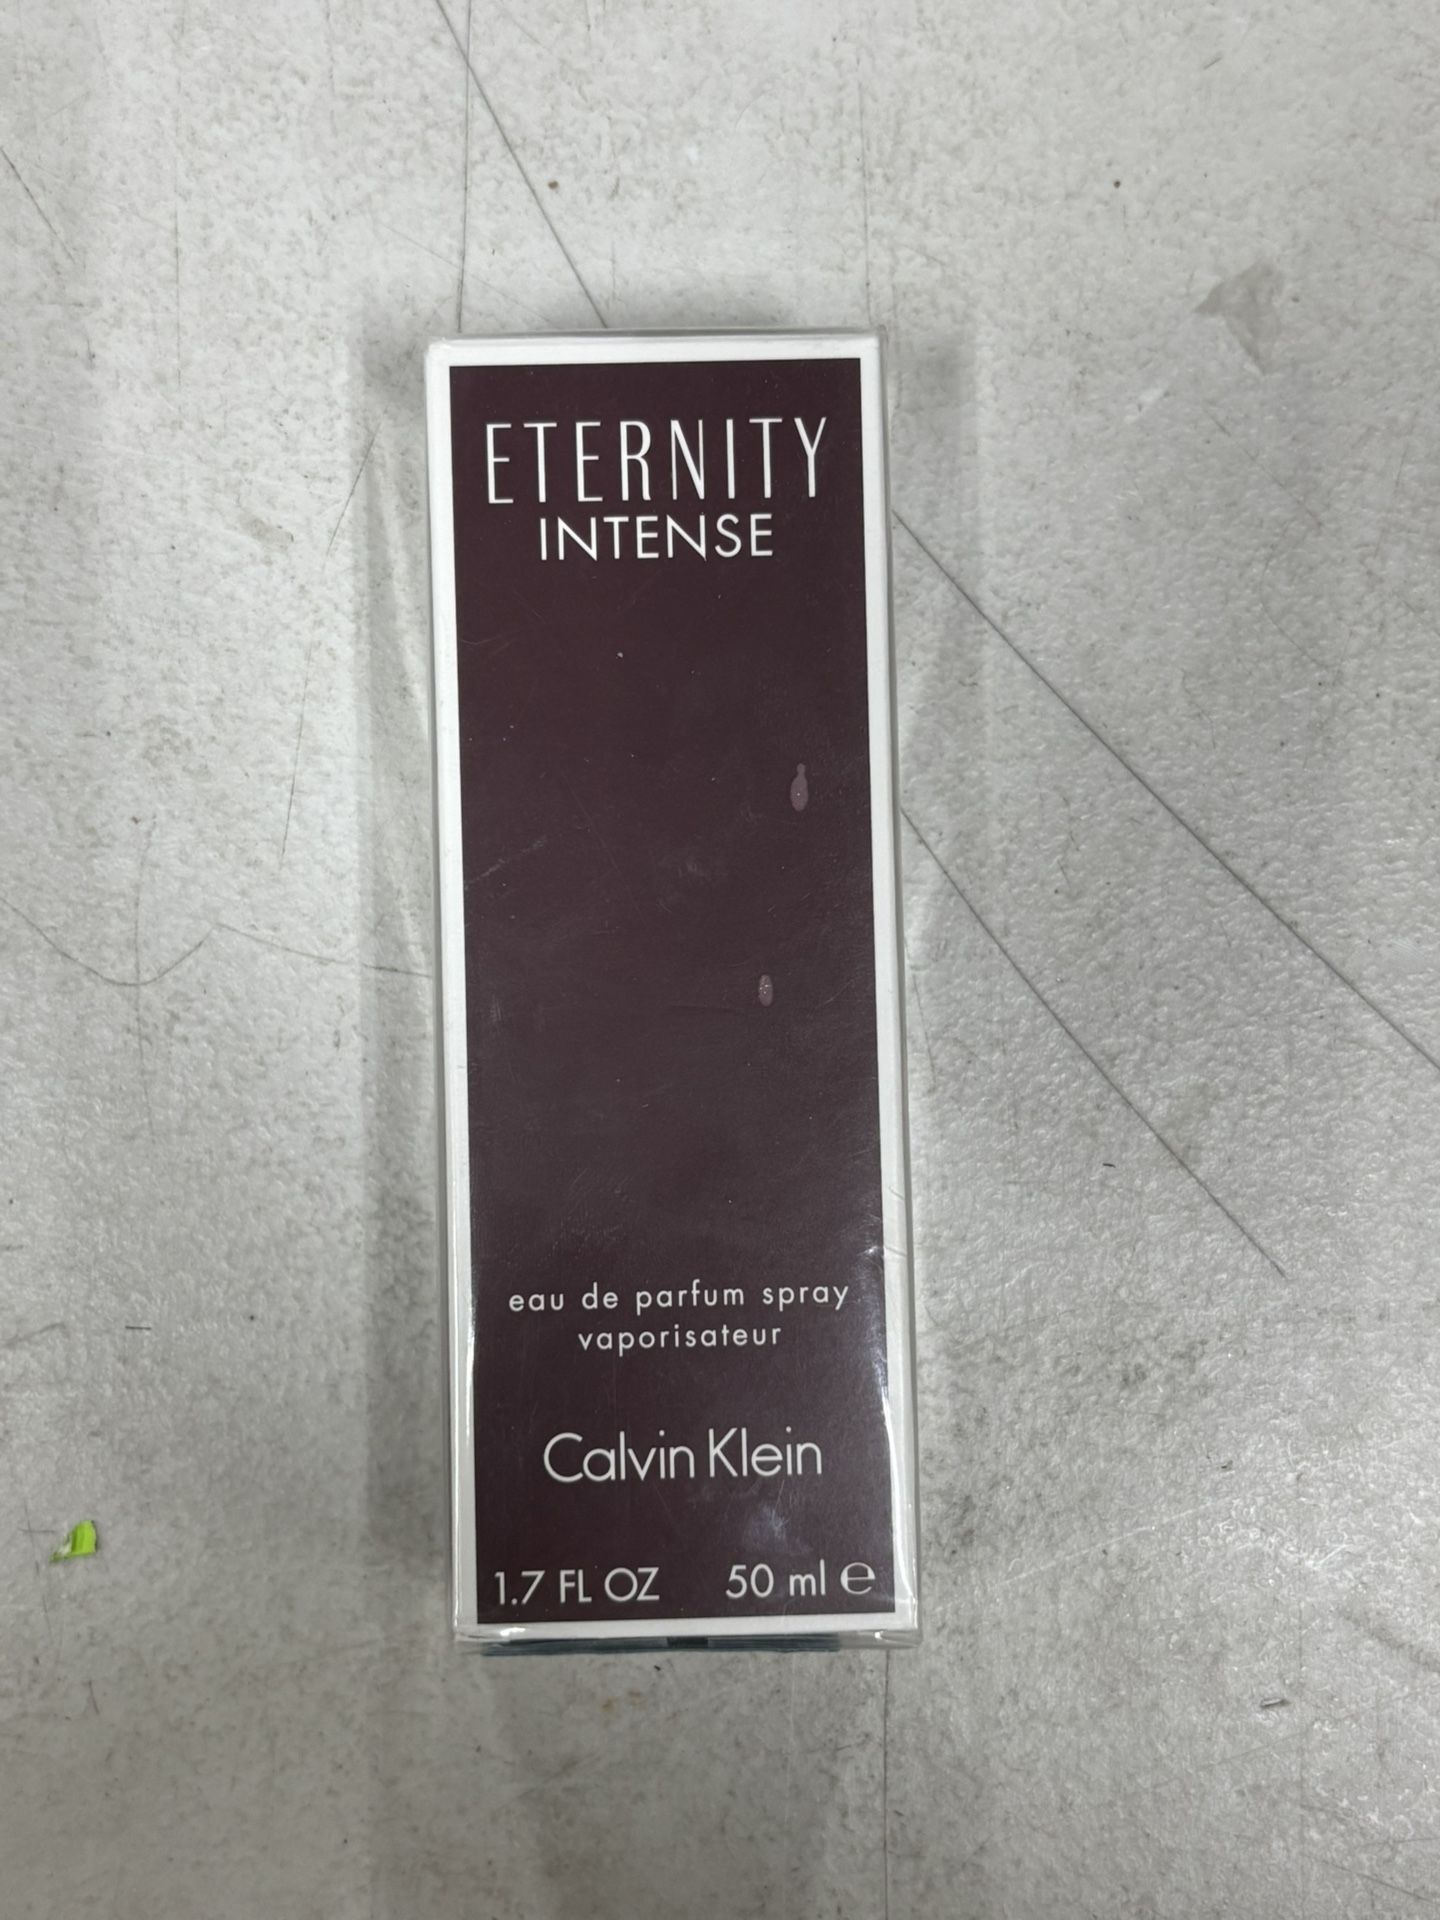 ETERNITY
INTENSE
eau de parfum spray
vaporisateur
Calvin Klein
1.7 FL OZ 50 ml ℮